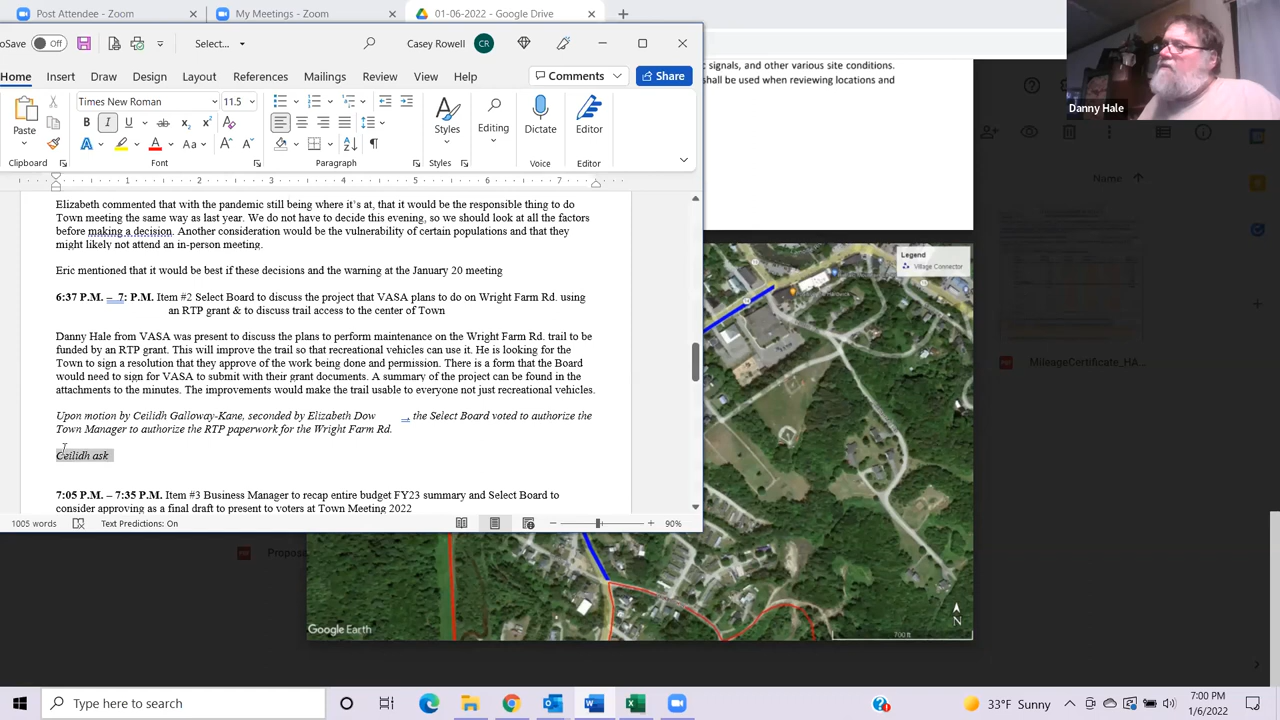 Post Attendee - Zoom
My Meetings - Zoom
01-06-2022 - Google Drive
Danny Hale
oSave
Off
Select...
Casey Rowell
CR
Home
Insert
Draw
Design
Layout
References
Mailings
Review
View
Help
Comments
Share
Times New Roman
11.5
Paste
Styles
Editing
Dictate
Editor
Clipboard
Font
Paragraph
Styles
Voice
Editor
1 2 3 4 5 6 7
signals, and other various site conditions.
shall be used when reviewing locations and
Name
Elizabeth commented that with the pandemic still being where it's at, that it would be the responsible thing to do
Town meeting the same way as last year. We do not have to decide this evening, so we should look at all the factors
before making a decision. Another consideration would be the vulnerability of certain populations and that they
might likely not attend an in-person meeting.
Eric mentioned that it would be best if these decisions and the warning at the January 20 meeting
6:37 P.M. – 7: P.M. Item #2 Select Board to discuss the project that VASA plans to do on Wright Farm Rd. using
an RTP grant & to discuss trail access to the center of Town
Danny Hale from VASA was present to discuss the plans to perform maintenance on the Wright Farm Rd. trail to be
funded by an RTP grant. This will improve the trail so that recreational vehicles can use it. He is looking for the
Town to sign a resolution that they approve of the work being done and permission. There is a form that the Board
would need to sign for VASA to submit with their grant documents. A summary of the project can be found in the
attachments to the minutes. The improvements would make the trail usable to everyone not just recreational vehicles.
Upon motion by Ceilidh Galloway-Kane, seconded by Elizabeth Dow , the Select Board voted to authorize the
Town Manager to authorize the RTP paperwork for the Wright Farm Rd.
Ceilidh ask
7:05 P.M. – 7:35 P.M. Item #3 Business Manager to recap entire budget FY23 summary and Select Board to
consider approving as a final draft to present to voters at Town Meeting 2022
1005 words
Text Predictions: On
90%
Legend
Village Connector
MileageCertificate_HA...
Propos
Google Earth
N
700 ft
Type here to search
33°F Sunny
7:00 PM
1/6/2022